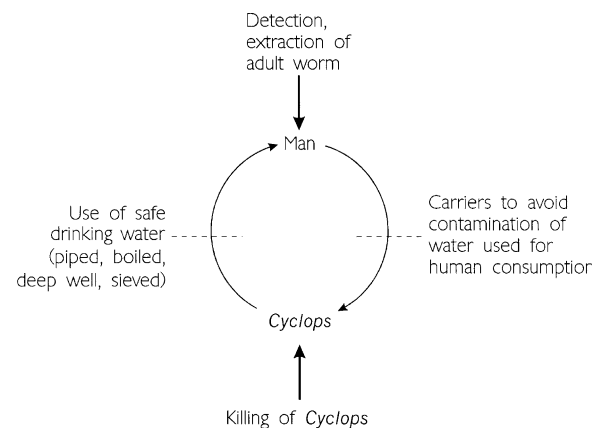 Detection,
extraction of
adult worm
Man
Use of safe
drinking water
(piped, boiled,
deep well, sieved)
Carriers to avoid
contamination of
water used for
human consumption
Cyclops
Killing of Cyclops